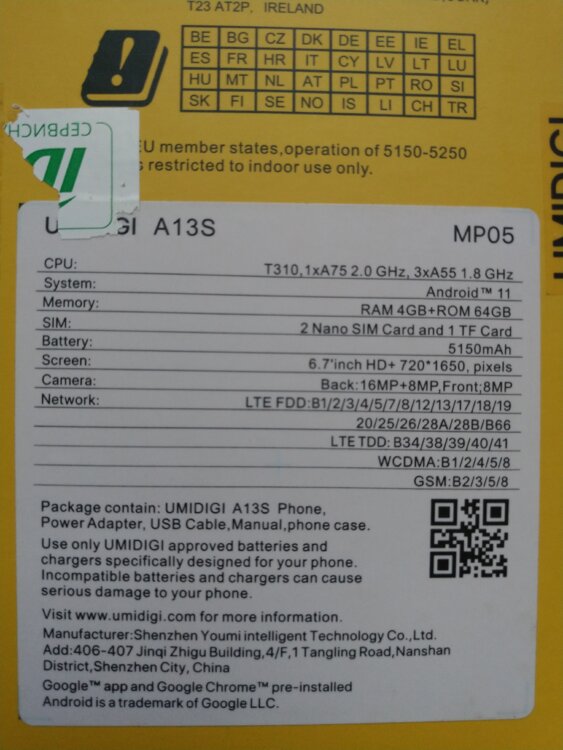 T23 AT2P, IRELAND
BE BG CZ DK DE EE IE EL
ES FR HR IT CY LV LT LU
HU MT NL AT PL PT RO SI
SK FI SE NO IS LI CH TR
СЕРВИСН
ID
EU member states,operation of 5150-5250
restricted to indoor use only.
UMIDIGI
A13S MP05
CPU: T310,1xA75 2.0 GHz, 3xA55 1.8 GHz
System: Android™ 11
Memory: RAM 4GB+ROM 64GB
SIM: 2 Nano SIM Card and 1 TF Card
Battery: 5150mAh
Screen: 6.7"inch HD+ 720*1650, pixels
Camera: Back:16MP+8MP,Front;8MP
Network: LTE FDD:B1/2/3/4/5/7/8/12/13/17/18/19
20/25/26/28A/28B/B66
LTE TDD: B34/38/39/40/41
WCDMA:B1/2/4/5/8
GSM:B2/3/5/8
Package contain: UMIDIGI A13S Phone,
Power Adapter, USB Cable,Manual,phone case.
Use only UMIDIGI approved batteries and
chargers specifically designed for your phone.
Incompatible batteries and chargers can cause
serious damage to your phone.
Visit www.umidigi.com for more information.
Manufacturer:Shenzhen Youmi intelligent Technology Co.,Ltd.
Add:406-407 Jinqi Zhigu Building,4/F,1 Tangling Road,Nanshan
District,Shenzhen City, China
Google™ app and Google Chrome™ pre-installed
Android is a trademark of Google LLC.